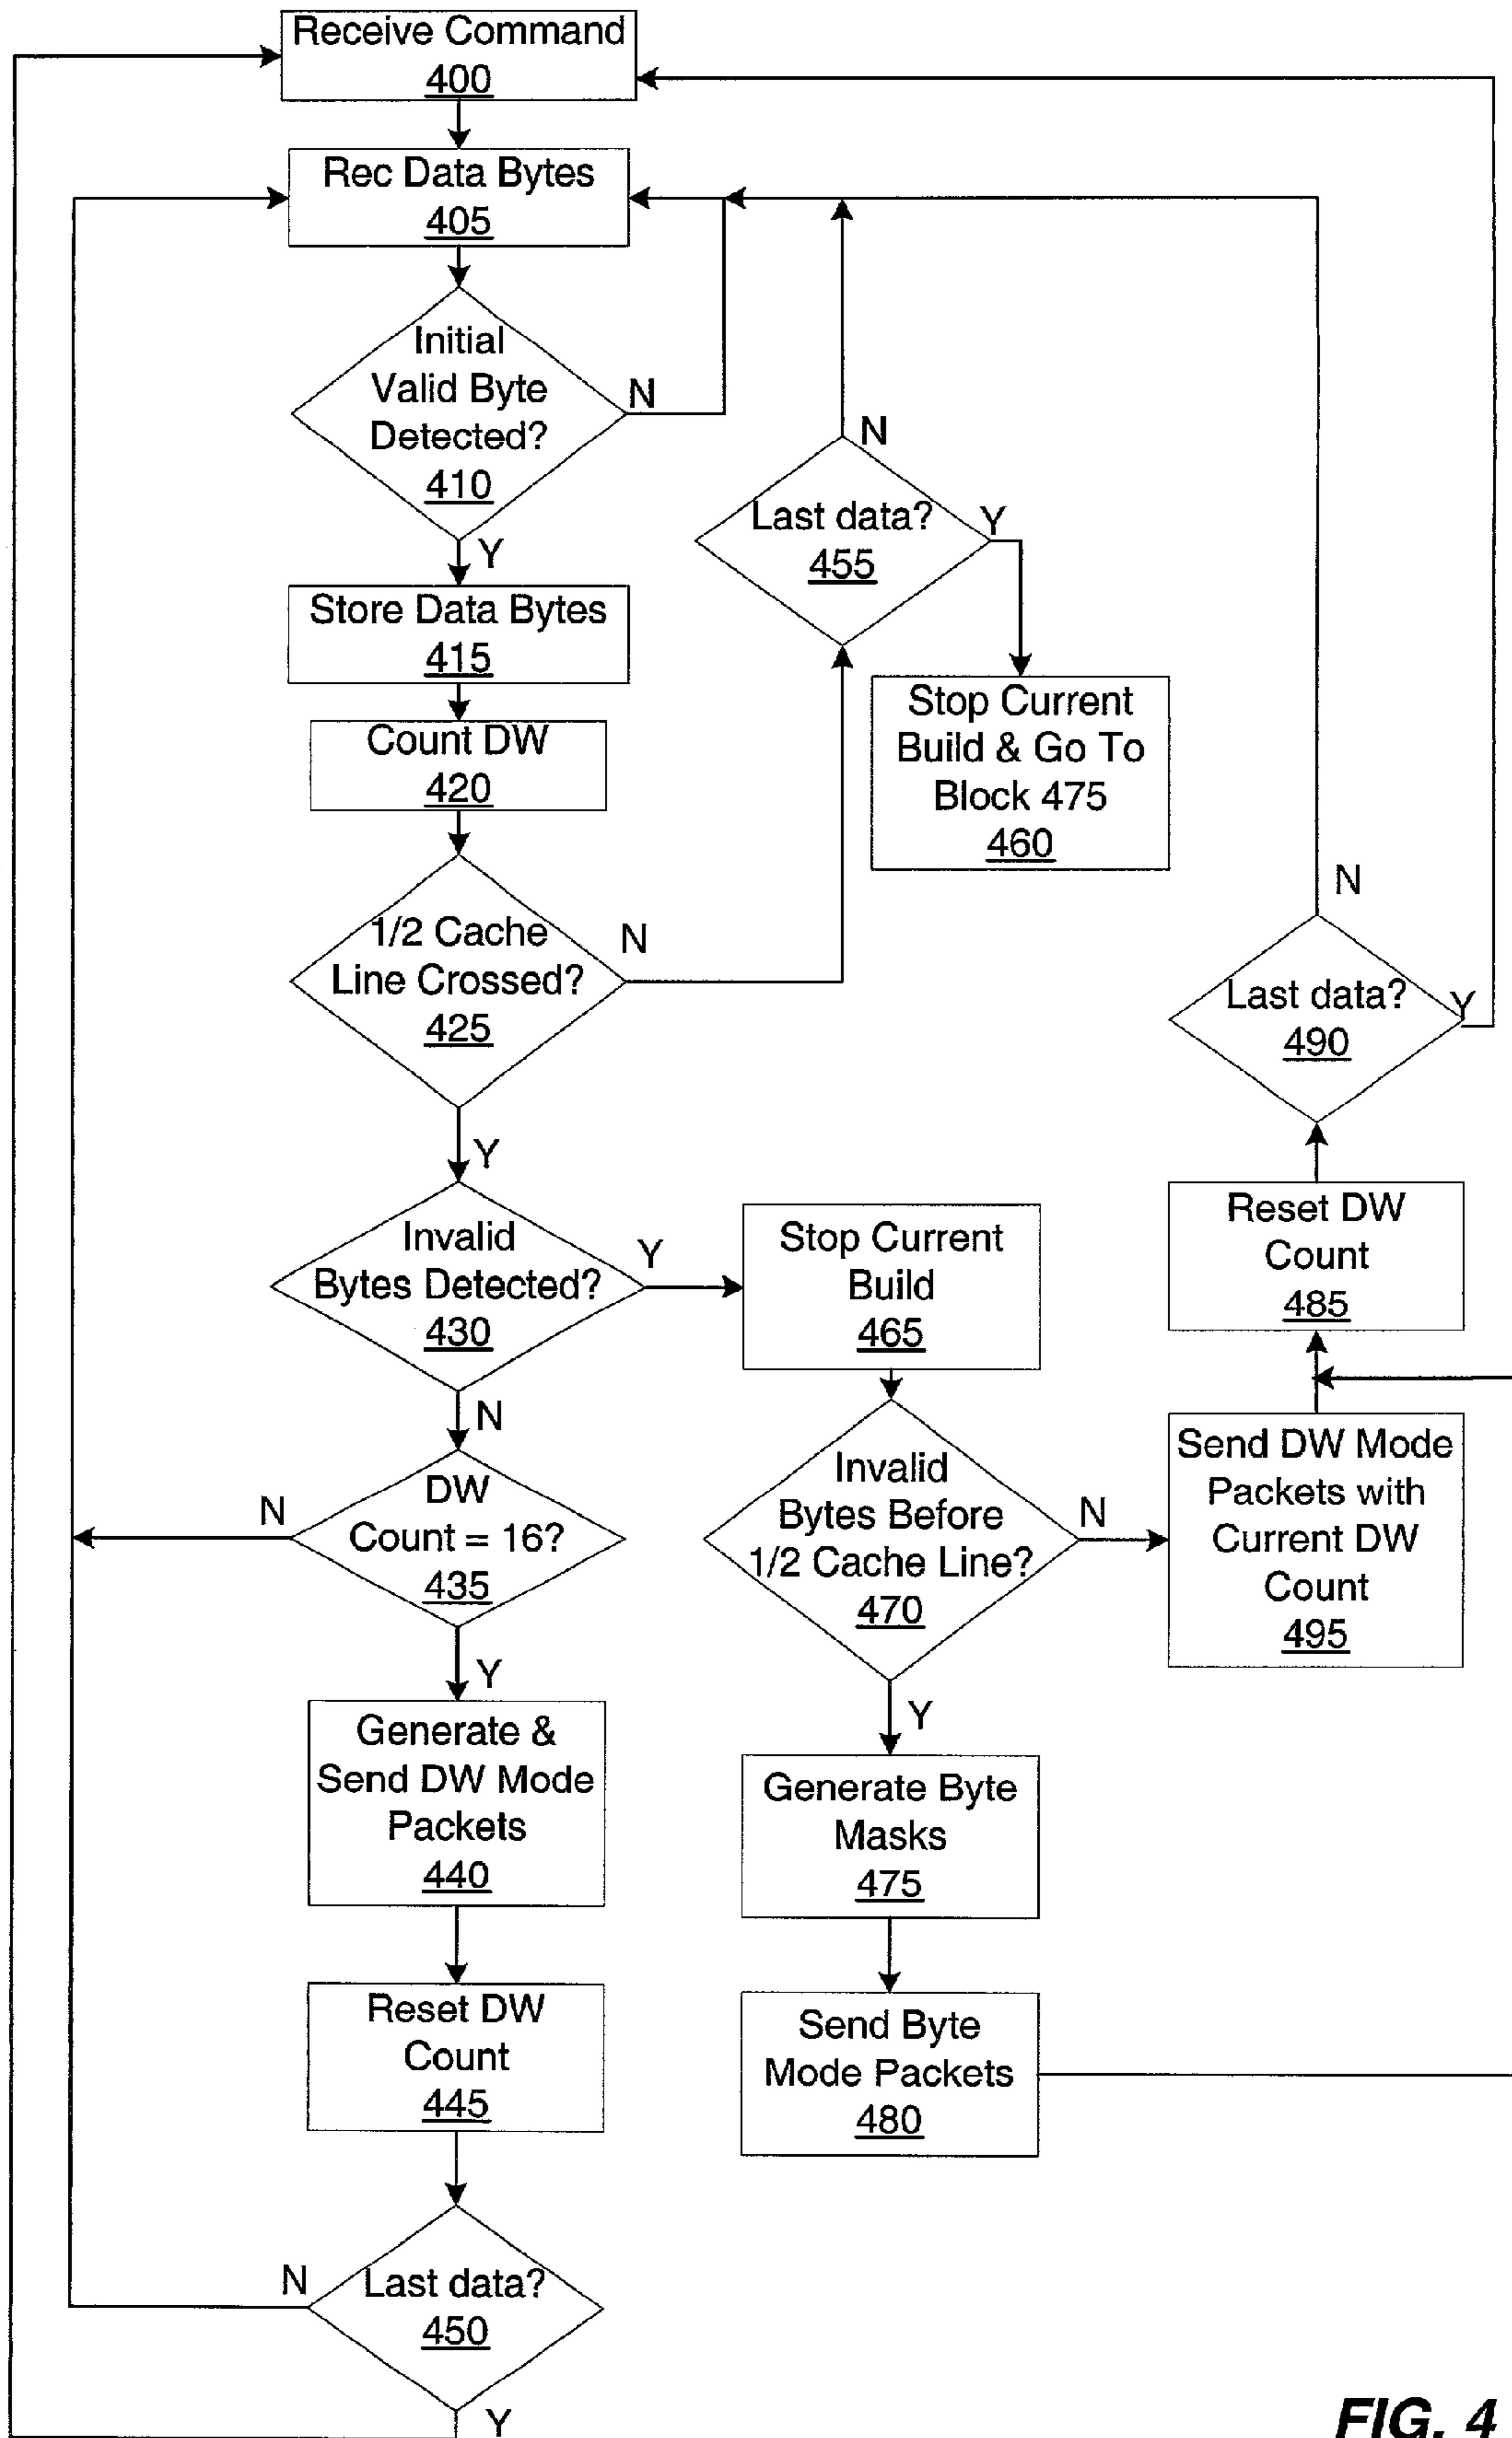 Receive Command
400
Rec Data Bytes
405
Initial
Valid Byte
Detected?
410
N
Y
Store Data Bytes
415
Count DW
420
1/2 Cache
Line Crossed?
425
N
Y
Last data?
455
N
Y
Stop Current
Build & Go To
Block 475
460
Invalid
Bytes Detected?
430
Y
N
DW
Count = 16?
435
N
Y
Generate &
Send DW Mode
Packets
440
Reset DW
Count
445
Last data?
450
N
Y
Stop Current
Build
465
Invalid
Bytes Before
1/2 Cache Line?
470
N
Y
Generate Byte
Masks
475
Send Byte
Mode Packets
480
Last data?
490
N
Y
Reset DW
Count
485
Send DW Mode
Packets with
Current DW
Count
495
FIG. 4